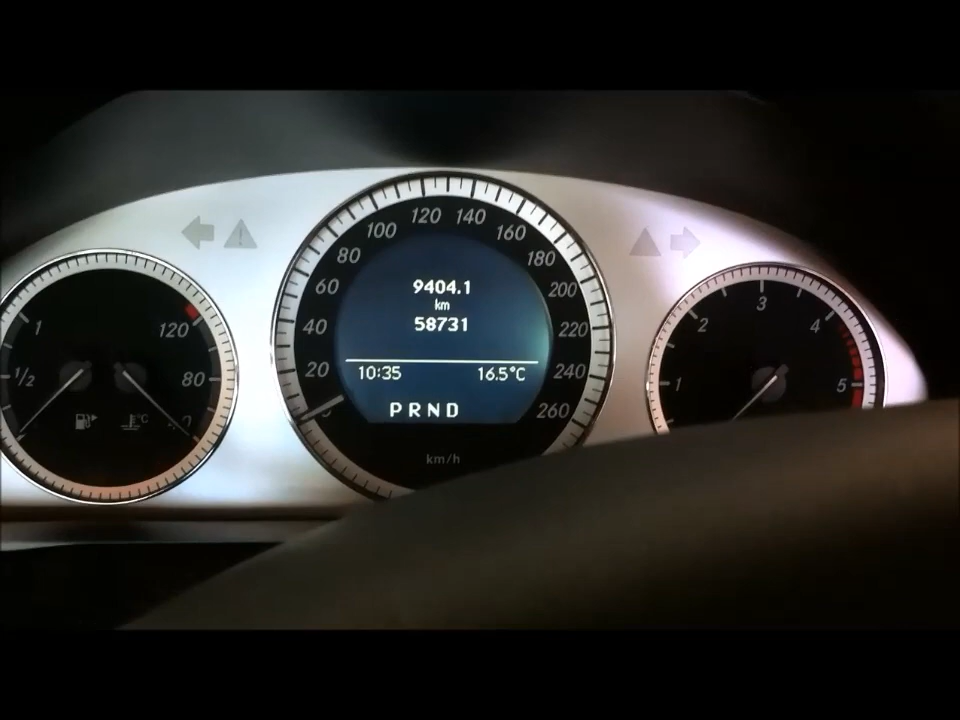 9404.1
km
58731
10:35 16.5°C
PRND
20 40 60 80 100 120 140 160 180 200 220 240 260
km/h
1 1/2
120 80
°C
1 2 3 4 5